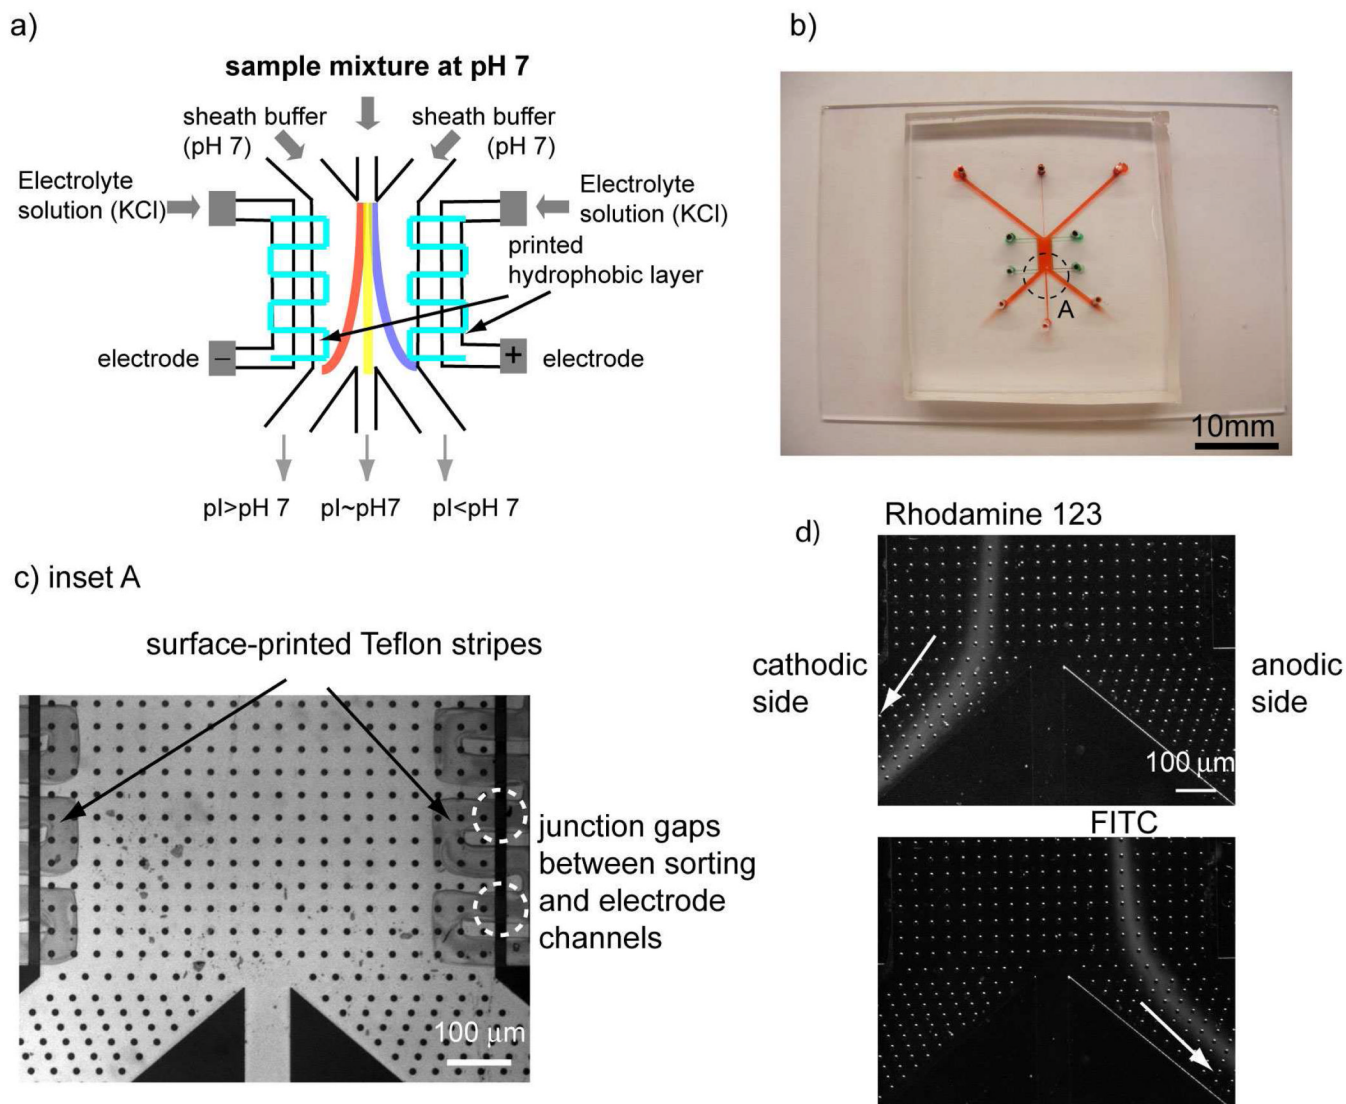 a)
sample mixture at pH 7
sheath buffer
(pH 7)
sheath buffer
(pH 7)
Electrolyte
solution (KCl)
Electrolyte
solution (KCl)
printed
hydrophobic layer
electrode
–
+
electrode
pI>pH 7
pI~pH7
pI<pH 7
b)
A
10mm
c) inset A
surface-printed Teflon stripes
junction gaps
between sorting
and electrode
channels
100 µm
d)
Rhodamine 123
cathodic
side
anodic
side
100 µm
FITC